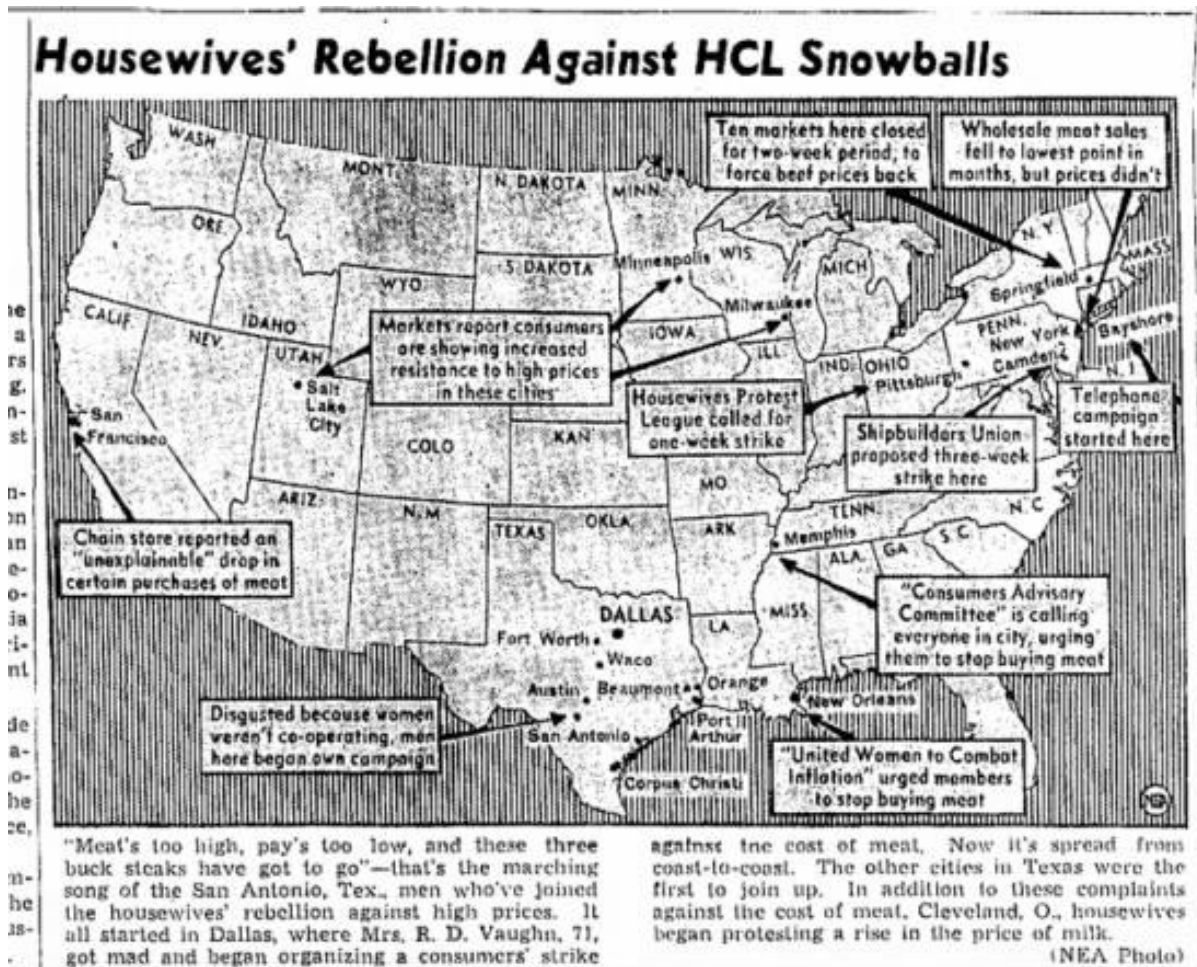 Housewives' Rebellion Against HCL Snowballs
Ten markets here closed
for two-week period, to
force beef prices back
Wholesale meat sales
fell to lowest point in
months, but prices didn't
WASH
MONT.
N. DAKOTA
MINN.
ORE.
IDAHO
WYO.
S. DAKOTA
Minneapolis
WIS.
MICH
N. Y
MASS
Springfield
Milwaukee
CALIF.
NEV.
UTAH
Salt
Lake
City
Markets report consumers
are showing increased
resistance to high prices
in these cities
IOWA
ILL.
IND.
OHIO
PENN.
New York
Bayshore
Pittsburgh
Camden
N. J
Housewives Protest
League called for
one-week strike
Shipbuilders Union
proposed three-week
strike here
Telephone
campaign
started here
San
Francisco
COLO
KAN
MO
ARIZ
N. M
TEXAS
OKLA.
ARK
TENN.
N. C
Memphis
ALA.
GA
S. C
Chain store reported an
"unexplainable" drop in
certain purchases of meat
"Consumers Advisory
Committee" is calling
everyone in city, urging
them to stop buying meat
DALLAS
Fort Worth
Waco
LA
MISS
Austin
Beaumont
Orange
New Orleans
San Antonio
Port
Arthur
Corpus Christi
Disgusted because women
weren't co-operating, men
here began own campaign
"United Women to Combat
Inflation" urged members
to stop buying meat
"Meat's too high, pay's too low, and these three
buck steaks have got to go"—that's the marching
song of the San Antonio, Tex., men who've joined
the housewives' rebellion against high prices. It
all started in Dallas, where Mrs. R. D. Vaughn, 71,
got mad and began organizing a consumers' strike
against the cost of meat. Now it's spread from
coast-to-coast. The other cities in Texas were the
first to join up. In addition to these complaints
against the cost of meat, Cleveland, O., housewives
began protesting a rise in the price of milk.
(NEA Photo)